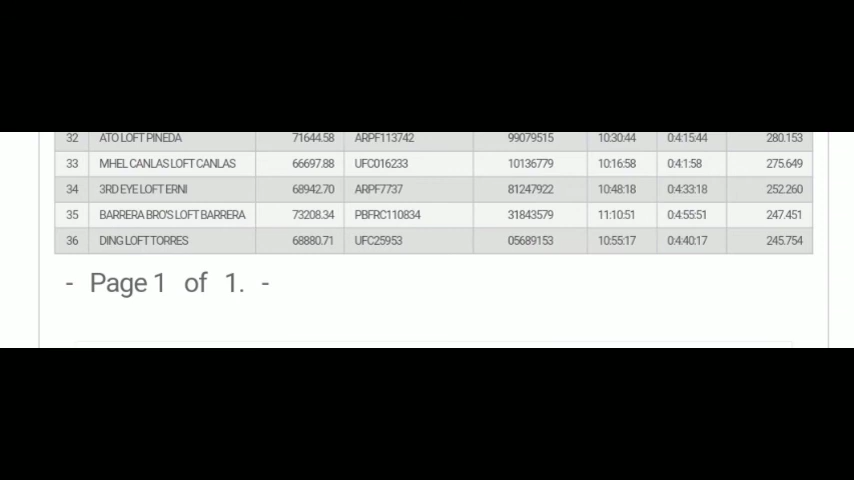 32 ATO LOFT PINEDA 71644.58 ARPF113742 99079515 10:30:44 0:4:15:44 280.153
33 MHEL CANLAS LOFT CANLAS 66697.88 UFC016233 10136779 10:16:58 0:4:1:58 275.649
34 3RD EYE LOFT ERNI 68942.70 ARPF7737 81247922 10:48:18 0:4:33:18 252.260
35 BARRERA BRO'S LOFT BARRERA 73208.34 PBFRC110834 31843579 11:10:51 0:4:55:51 247.451
36 DING LOFT TORRES 68880.71 UFC25953 05689153 10:55:17 0:4:40:17 245.754
- Page 1 of 1. -